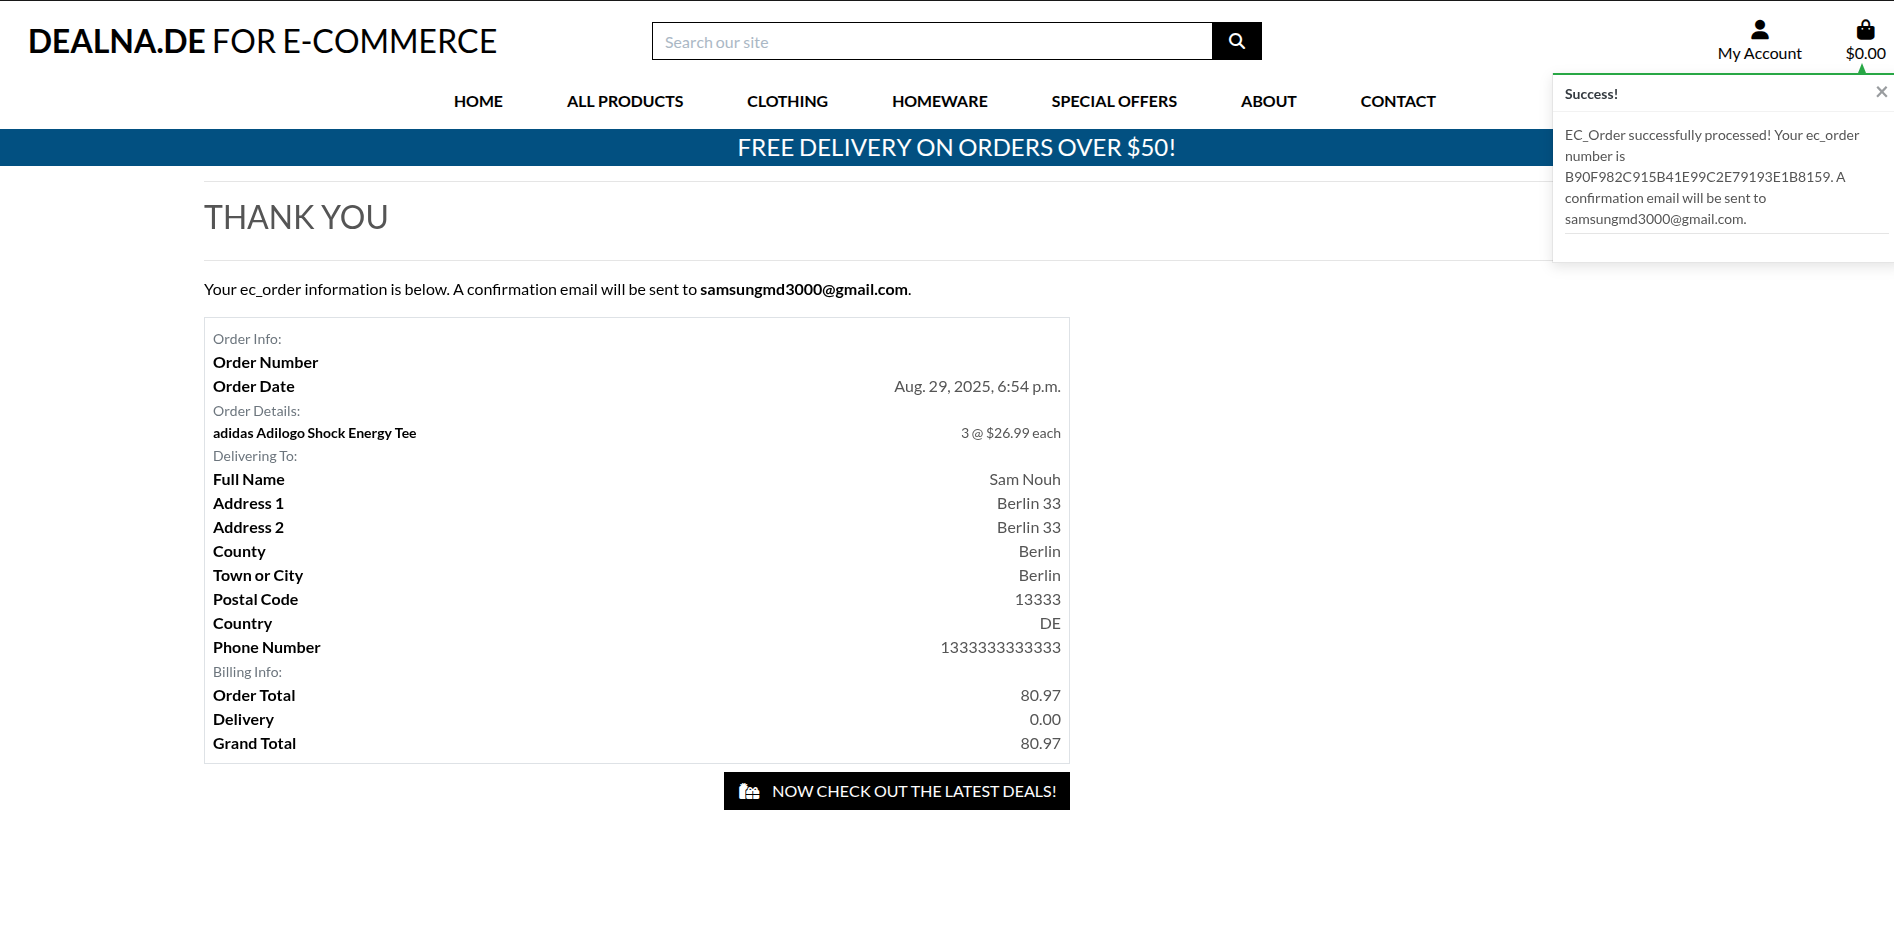 DEALNA.DE FOR E-COMMERCE
Search our site
My Account
$0.00
HOME ALL PRODUCTS CLOTHING HOMEWARE SPECIAL OFFERS ABOUT CONTACT
FREE DELIVERY ON ORDERS OVER $50!
Success!
×
EC_Order successfully processed! Your ec_order
number is
B90F982C915B41E99C2E79193E1B8159. A
confirmation email will be sent to
samsungmd3000@gmail.com.
THANK YOU
Your ec_order information is below. A confirmation email will be sent to samsungmd3000@gmail.com.
Order Info:
Order Number
Order Date Aug. 29, 2025, 6:54 p.m.
Order Details:
adidas Adilogo Shock Energy Tee 3 @ $26.99 each
Delivering To:
Full Name Sam Nouh
Address 1 Berlin 33
Address 2 Berlin 33
County Berlin
Town or City Berlin
Postal Code 13333
Country DE
Phone Number 1333333333333
Billing Info:
Order Total 80.97
Delivery 0.00
Grand Total 80.97
NOW CHECK OUT THE LATEST DEALS!